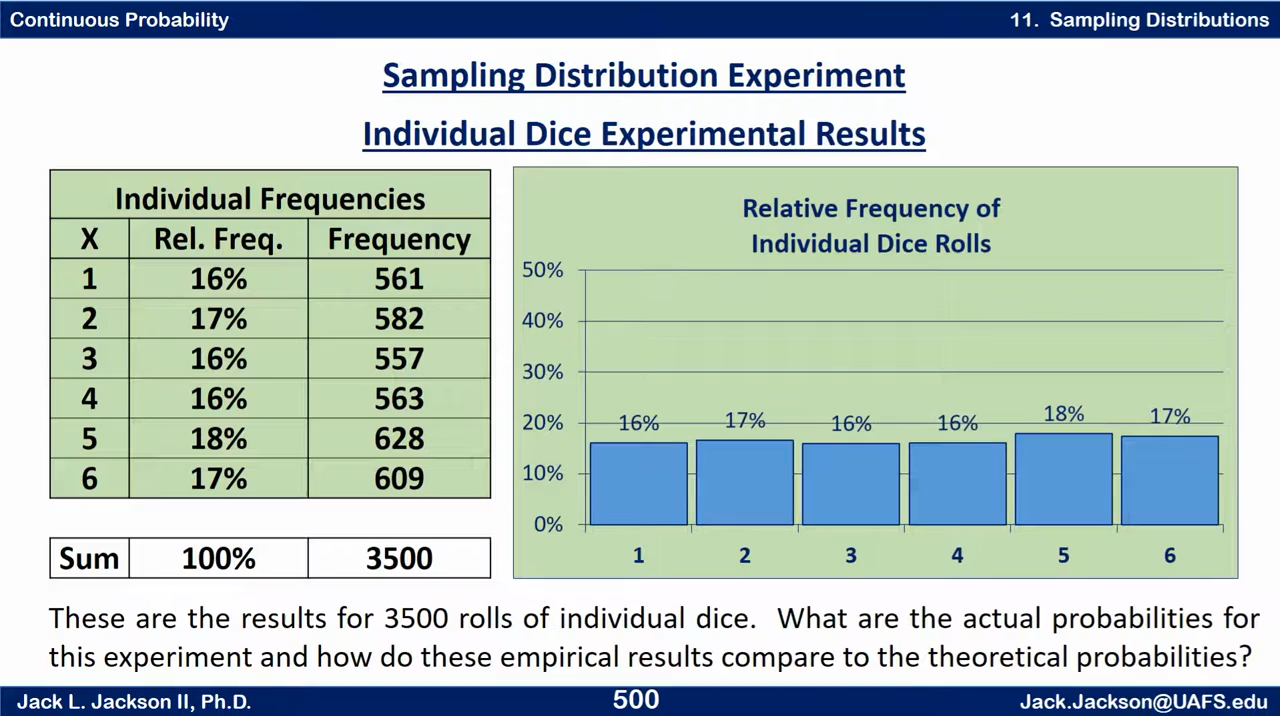 Continuous Probability
11. Sampling Distributions
Sampling Distribution Experiment
Individual Dice Experimental Results
Individual Frequencies
X Rel. Freq. Frequency
1 16% 561
2 17% 582
3 16% 557
4 16% 563
5 18% 628
6 17% 609
Sum 100% 3500
Relative Frequency of
Individual Dice Rolls
50%
40%
30%
20%
10%
0%
16% 17% 16% 16% 18% 17%
1 2 3 4 5 6
These are the results for 3500 rolls of individual dice. What are the actual probabilities for
this experiment and how do these empirical results compare to the theoretical probabilities?
Jack L. Jackson II, Ph.D.
500
Jack.Jackson@UAFS.edu